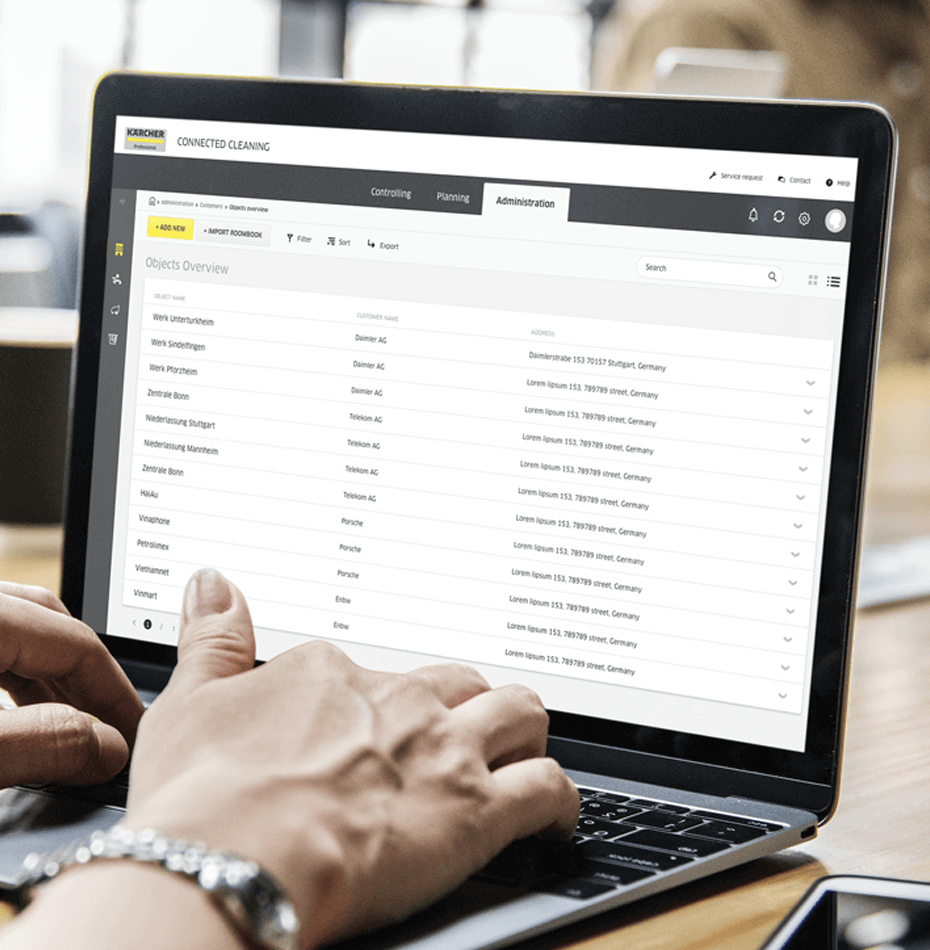 KÄRCHER
Professional
CONNECTED CLEANING
Service request Contact Help
Controlling Planning Administration
Administration Customers Objects overview
+ ADD NEW + IMPORT ROOMBOOK Filter Sort Export Search
Objects Overview
OBJECT NAME CUSTOMER NAME ADDRESS
Werk Unterturkheim Daimler AG Daimlerstrabe 153 70157 Stuttgart, Germany
Werk Sindelfingen Daimler AG Lorem lipsum 153, 789789 street, Germany
Werk Pforzheim Daimler AG Lorem lipsum 153, 789789 street, Germany
Zentrale Bonn Telekom AG Lorem lipsum 153, 789789 street, Germany
Niederlassung Stuttgart Telekom AG Lorem lipsum 153, 789789 street, Germany
Niederlassung Mannheim Telekom AG Lorem lipsum 153, 789789 street, Germany
Zentrale Bonn Telekom AG Lorem lipsum 153, 789789 street, Germany
HaiAu Porsche Lorem lipsum 153, 789789 street, Germany
Vinaphone Porsche Lorem lipsum 153, 789789 street, Germany
Petrolimex Porsche Lorem lipsum 153, 789789 street, Germany
Vietnamnet Enbw Lorem lipsum 153, 789789 street, Germany
Vinmart Enbw Lorem lipsum 153, 789789 street, Germany
1 2 3